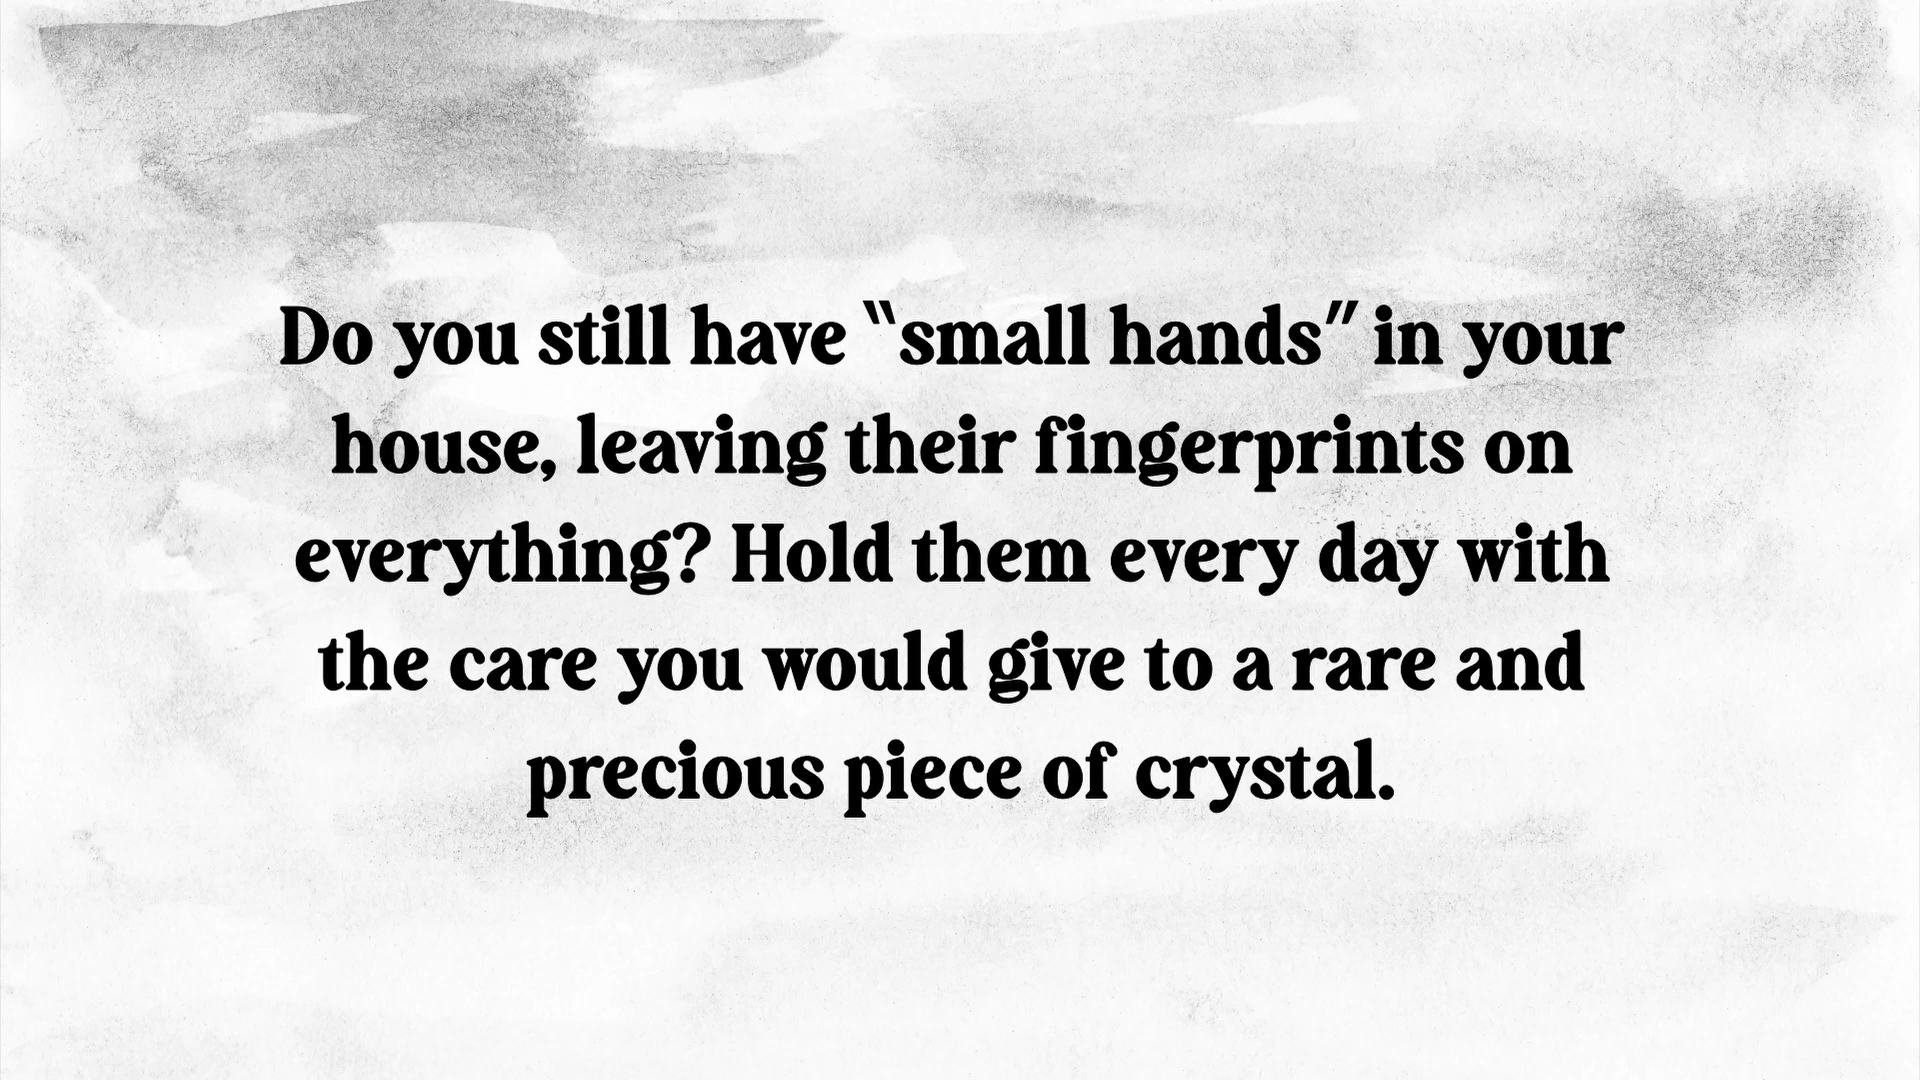 Do you still have "small hands" in your
house, leaving their fingerprints on
everything? Hold them every day with
the care you would give to a rare and
precious piece of crystal.